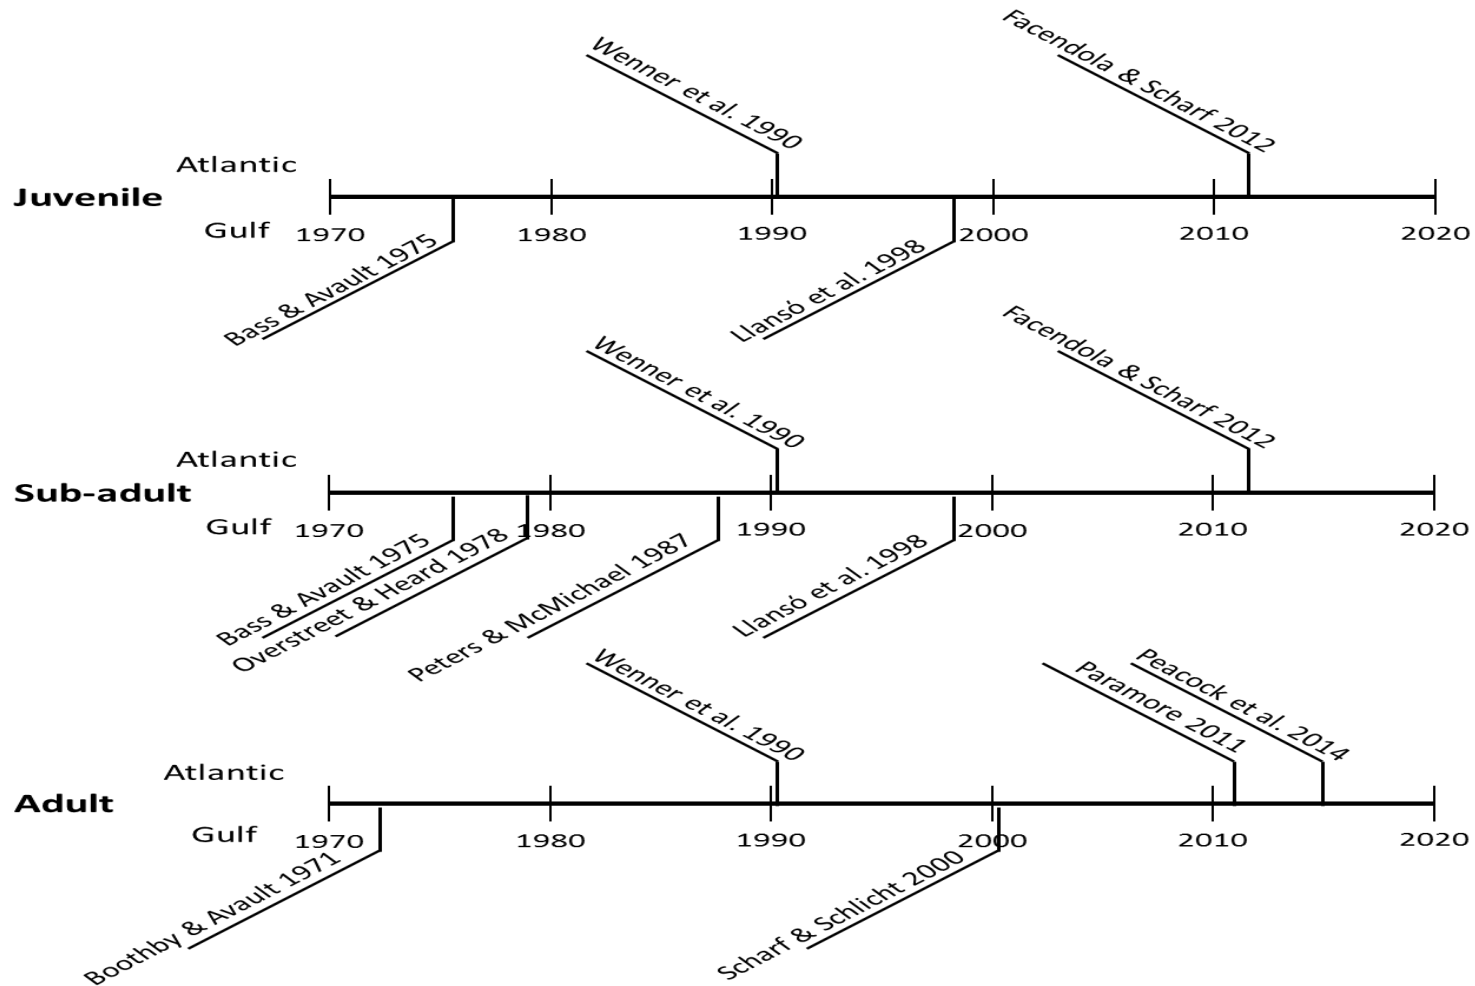 Facendola & Scharf 2012
Wenner et al. 1990
Atlantic
Juvenile
Gulf
1970 1980 1990 2000 2010 2020
Bass & Avault 1975
Llansó et al. 1998
Facendola & Scharf 2012
Wenner et al. 1990
Atlantic
Sub-adult
Gulf
1970 1980 1990 2000 2010 2020
Bass & Avault 1975
Overstreet & Heard 1978
Peters & McMichael 1987
Llansó et al. 1998
Wenner et al. 1990
Paramore 2011
Peacock et al. 2014
Atlantic
Adult
Gulf
1970 1980 1990 2000 2010 2020
Boothby & Avault 1971
Scharf & Schlicht 2000